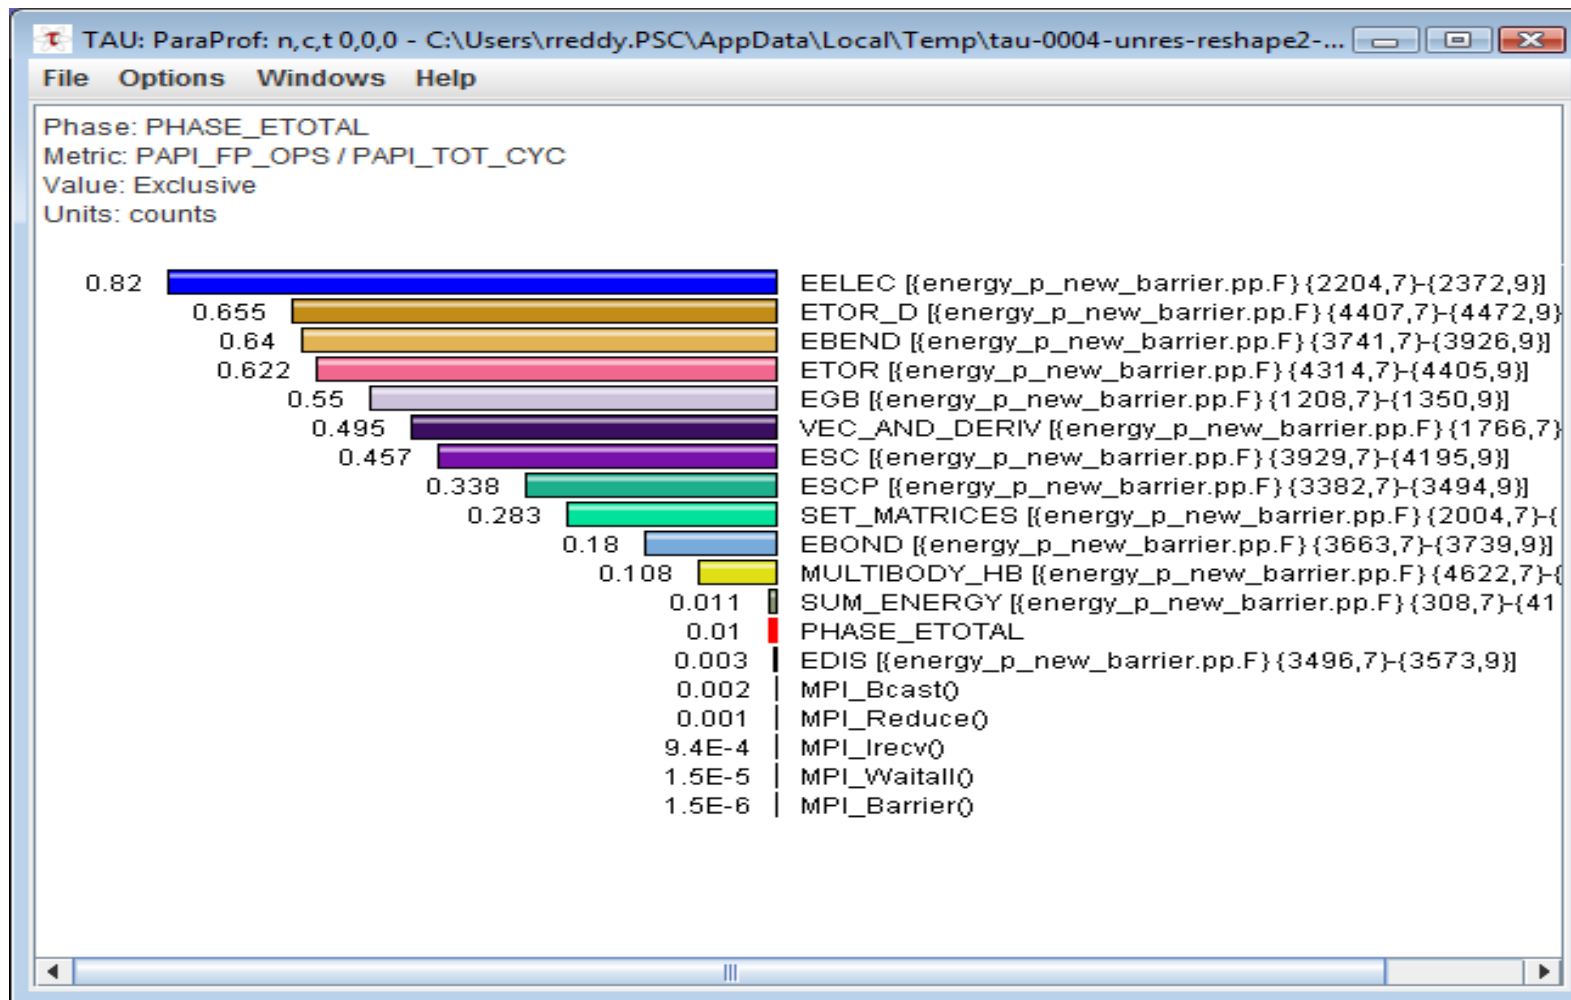 TAU: ParaProf: n,c,t 0,0,0 - C:\Users\rreddy.PSC\AppData\Local\Temp\tau-0004-unres-reshape2-...
File Options Windows Help
Phase: PHASE_ETOTAL
Metric: PAPI_FP_OPS / PAPI_TOT_CYC
Value: Exclusive
Units: counts
0.82 EELEC [{energy_p_new_barrier.pp.F} {2204,7}-{2372,9}]
0.655 ETOR_D [{energy_p_new_barrier.pp.F} {4407,7}-{4472,9}
0.64 EBEND [{energy_p_new_barrier.pp.F} {3741,7}-{3926,9}]
0.622 ETOR [{energy_p_new_barrier.pp.F} {4314,7}-{4405,9}]
0.55 EGB [{energy_p_new_barrier.pp.F} {1208,7}-{1350,9}]
0.495 VEC_AND_DERIV [{energy_p_new_barrier.pp.F} {1766,7}
0.457 ESC [{energy_p_new_barrier.pp.F} {3929,7}-{4195,9}]
0.338 ESCP [{energy_p_new_barrier.pp.F} {3382,7}-{3494,9}]
0.283 SET_MATRICES [{energy_p_new_barrier.pp.F} {2004,7}-{
0.18 EBOND [{energy_p_new_barrier.pp.F} {3663,7}-{3739,9}]
0.108 MULTIBODY_HB [{energy_p_new_barrier.pp.F} {4622,7}-{
0.011 SUM_ENERGY [{energy_p_new_barrier.pp.F} {308,7}-{41
0.01 PHASE_ETOTAL
0.003 EDIS [{energy_p_new_barrier.pp.F} {3496,7}-{3573,9}]
0.002 MPI_Bcast()
0.001 MPI_Reduce()
9.4E-4 MPI_Irecv()
1.5E-5 MPI_Waitall()
1.5E-6 MPI_Barrier()